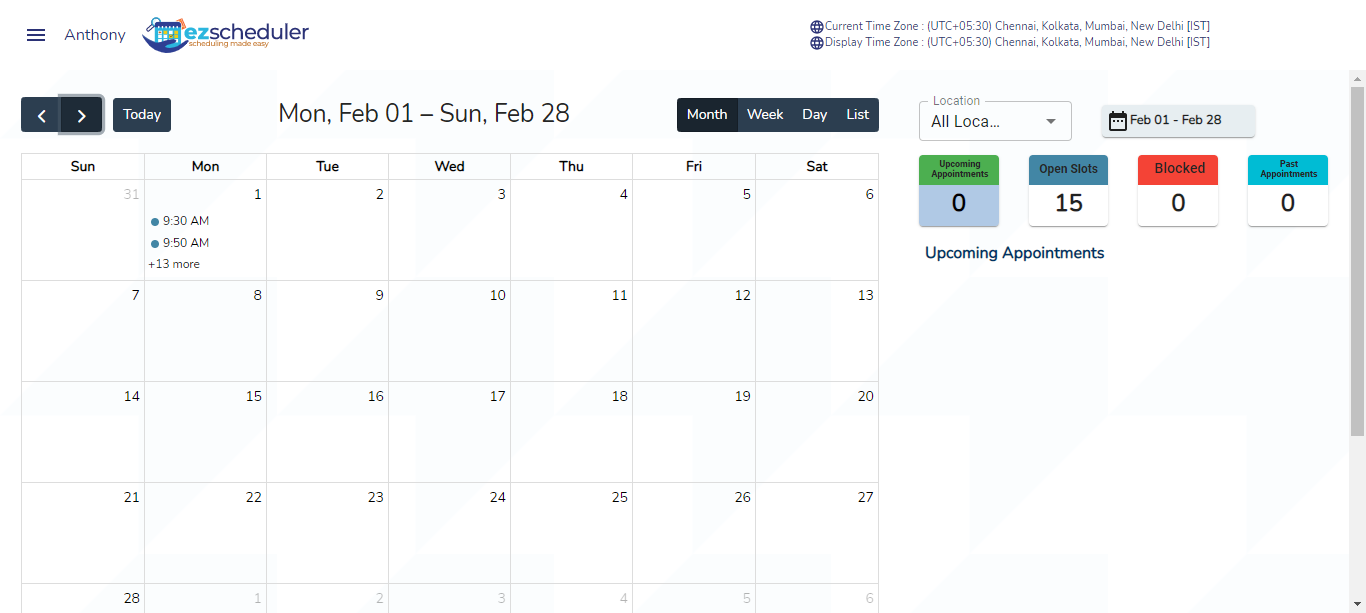 Anthony
ezscheduler
scheduling made easy
Current Time Zone : (UTC+05:30) Chennai, Kolkata, Mumbai, New Delhi [IST]
Display Time Zone : (UTC+05:30) Chennai, Kolkata, Mumbai, New Delhi [IST]
Today
Mon, Feb 01 – Sun, Feb 28
Month Week Day List
Sun Mon Tue Wed Thu Fri Sat
31 1 2 3 4 5 6
9:30 AM
9:50 AM
+13 more
7 8 9 10 11 12 13
14 15 16 17 18 19 20
21 22 23 24 25 26 27
28 1 2 3 4 5 6
Location
All Loca...
Feb 01 - Feb 28
Upcoming
Appointments
0
Open Slots
15
Blocked
0
Past
Appointments
0
Upcoming Appointments